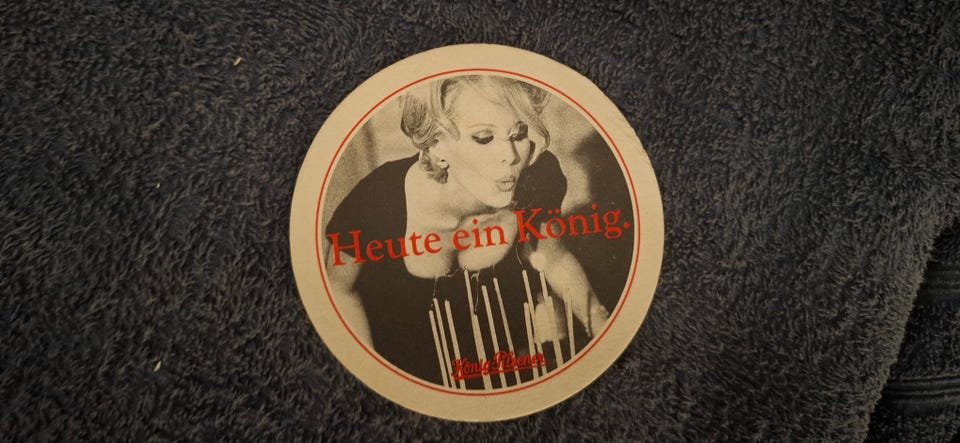 Heute ein König.
König Pilsener